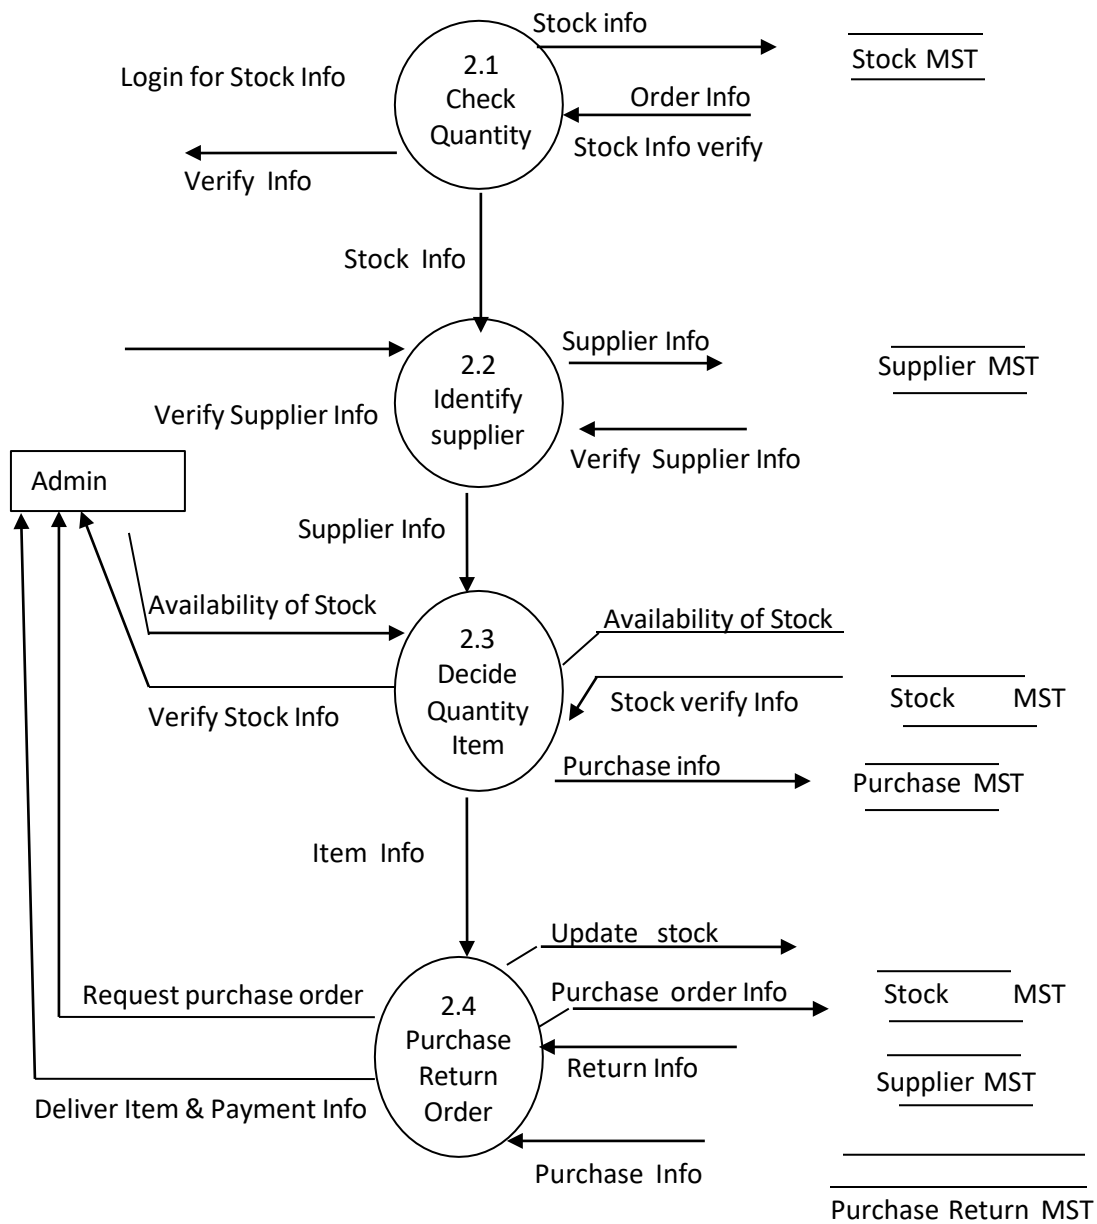 Stock info
2.1
Check
Quantity
Stock MST
Login for Stock Info
Order Info
Stock Info verify
Verify Info
Stock Info
Supplier Info
2.2
Identify
supplier
Supplier MST
Verify Supplier Info
Verify Supplier Info
Admin
Supplier Info
Availability of Stock
Availability of Stock
2.3
Decide
Quantity
Item
Stock verify Info
Stock MST
Verify Stock Info
Purchase info
Purchase MST
Item Info
Update stock
Request purchase order
Purchase order Info
Stock MST
2.4
Purchase
Return
Order
Return Info
Supplier MST
Deliver Item & Payment Info
Purchase Info
Purchase Return MST